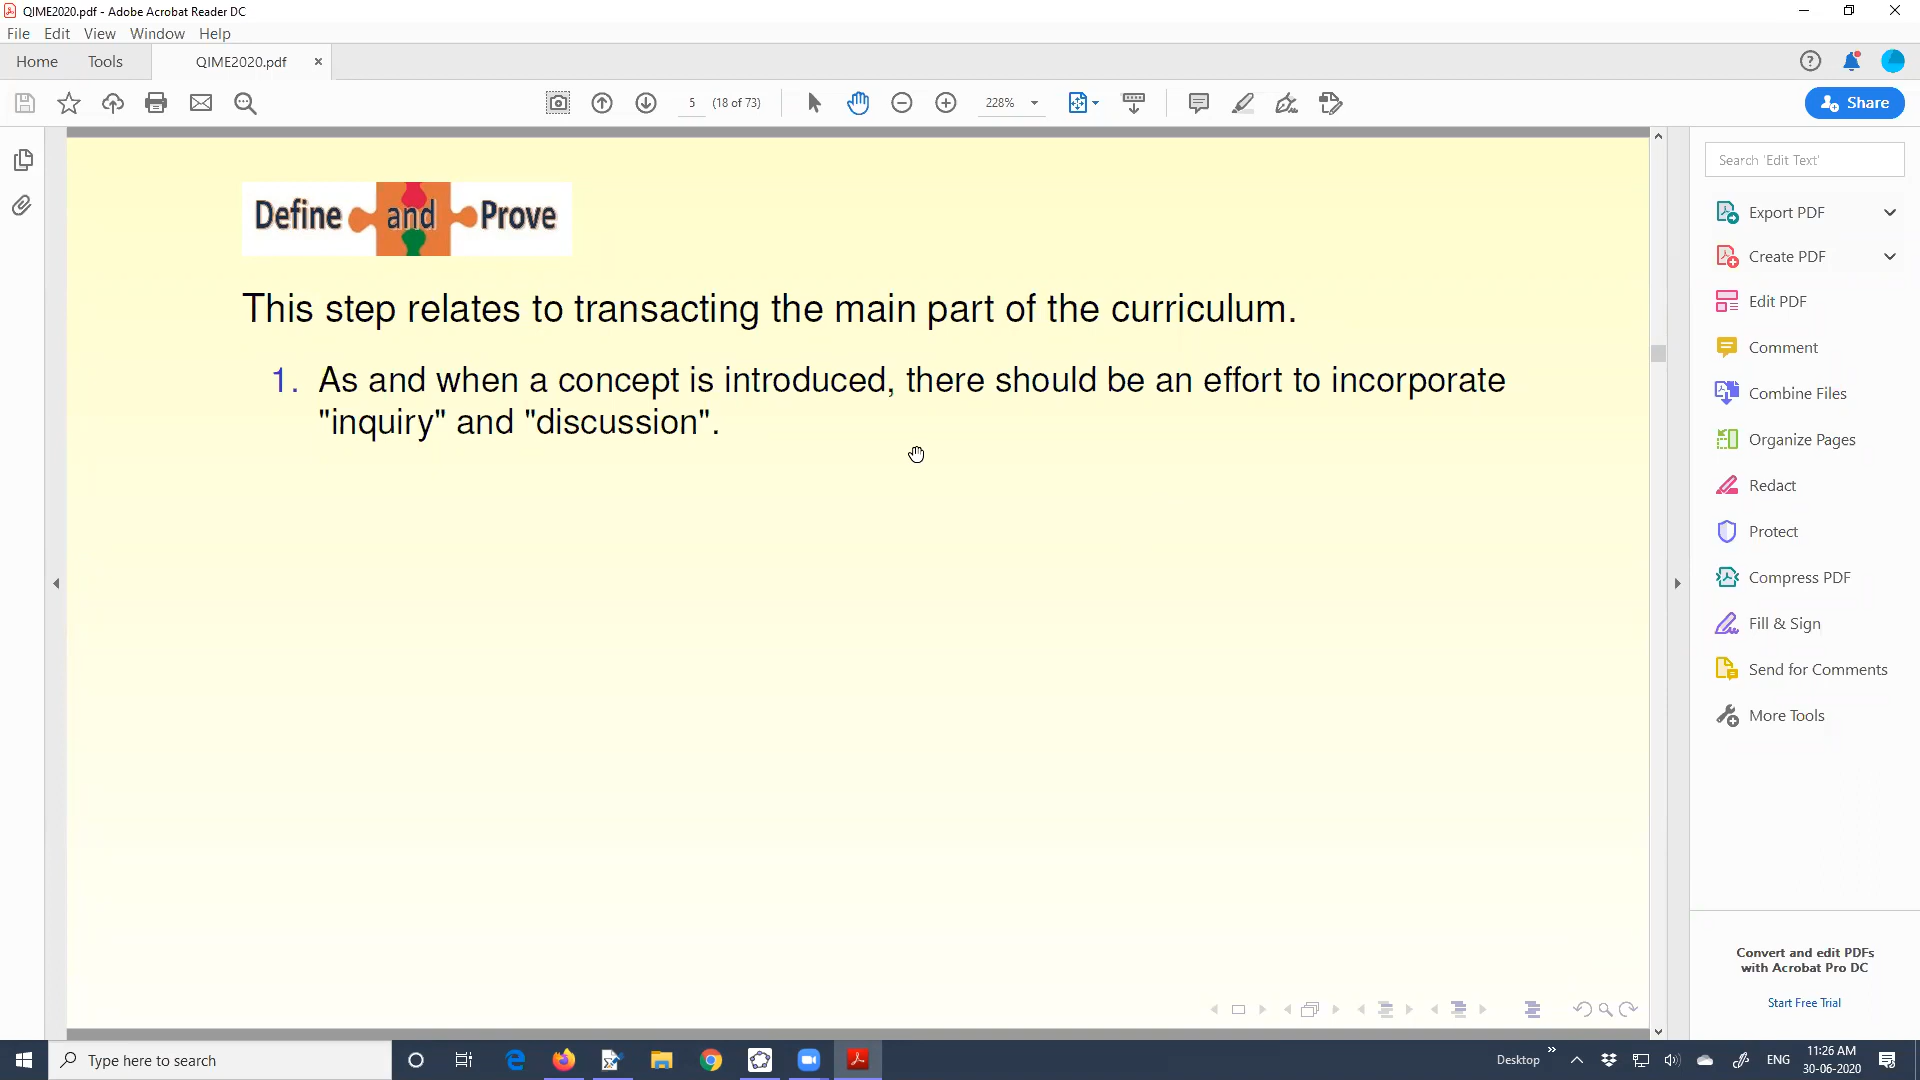 QIME2020.pdf - Adobe Acrobat Reader DC
File Edit View Window Help
Home Tools QIME2020.pdf
5 (18 of 73) 228% Share
Search 'Edit Text'
Define and Prove
This step relates to transacting the main part of the curriculum.
1. As and when a concept is introduced, there should be an effort to incorporate
"inquiry" and "discussion".
Export PDF
Create PDF
Edit PDF
Comment
Combine Files
Organize Pages
Redact
Protect
Compress PDF
Fill & Sign
Send for Comments
More Tools
Convert and edit PDFs
with Acrobat Pro DC
Start Free Trial
Type here to search
Desktop
ENG
11:26 AM
30-06-2020